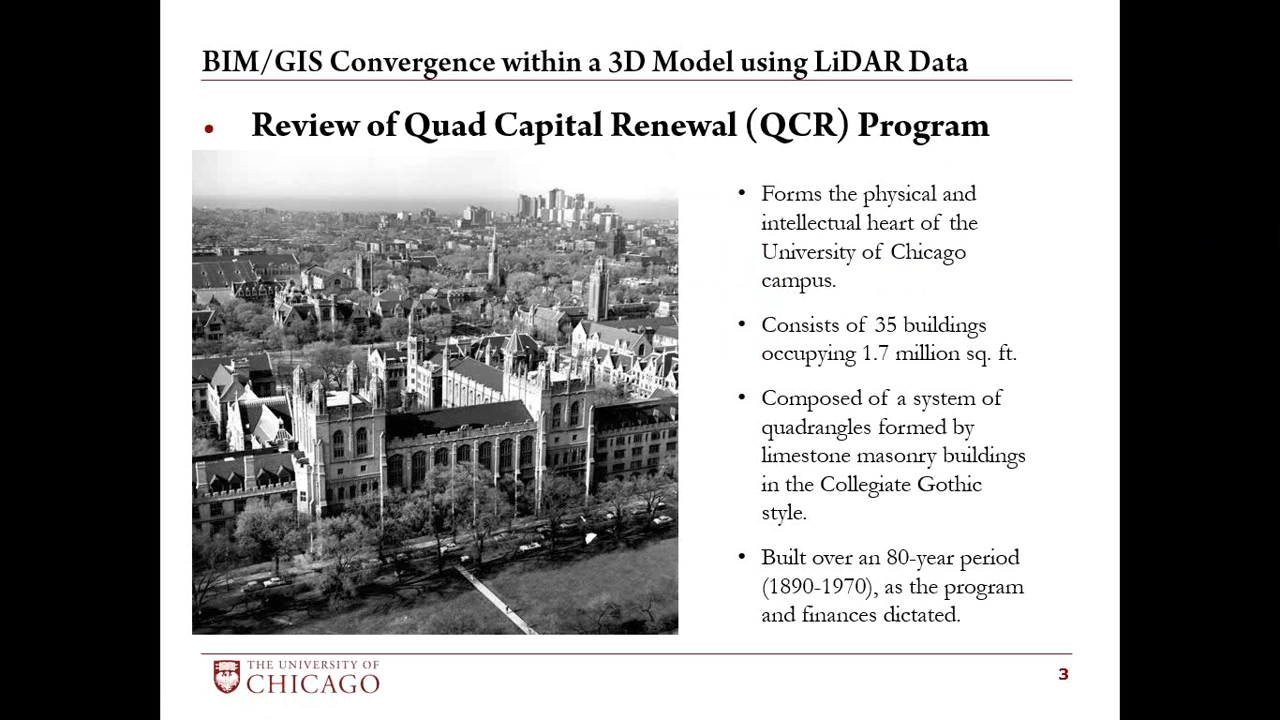 BIM/GIS Convergence within a 3D Model using LiDAR Data
• Review of Quad Capital Renewal (QCR) Program
• Forms the physical and
intellectual heart of the
University of Chicago
campus.
• Consists of 35 buildings
occupying 1.7 million sq. ft.
• Composed of a system of
quadrangles formed by
limestone masonry buildings
in the Collegiate Gothic
style.
• Built over an 80-year period
(1890-1970), as the program
and finances dictated.
THE UNIVERSITY OF
CHICAGO
3